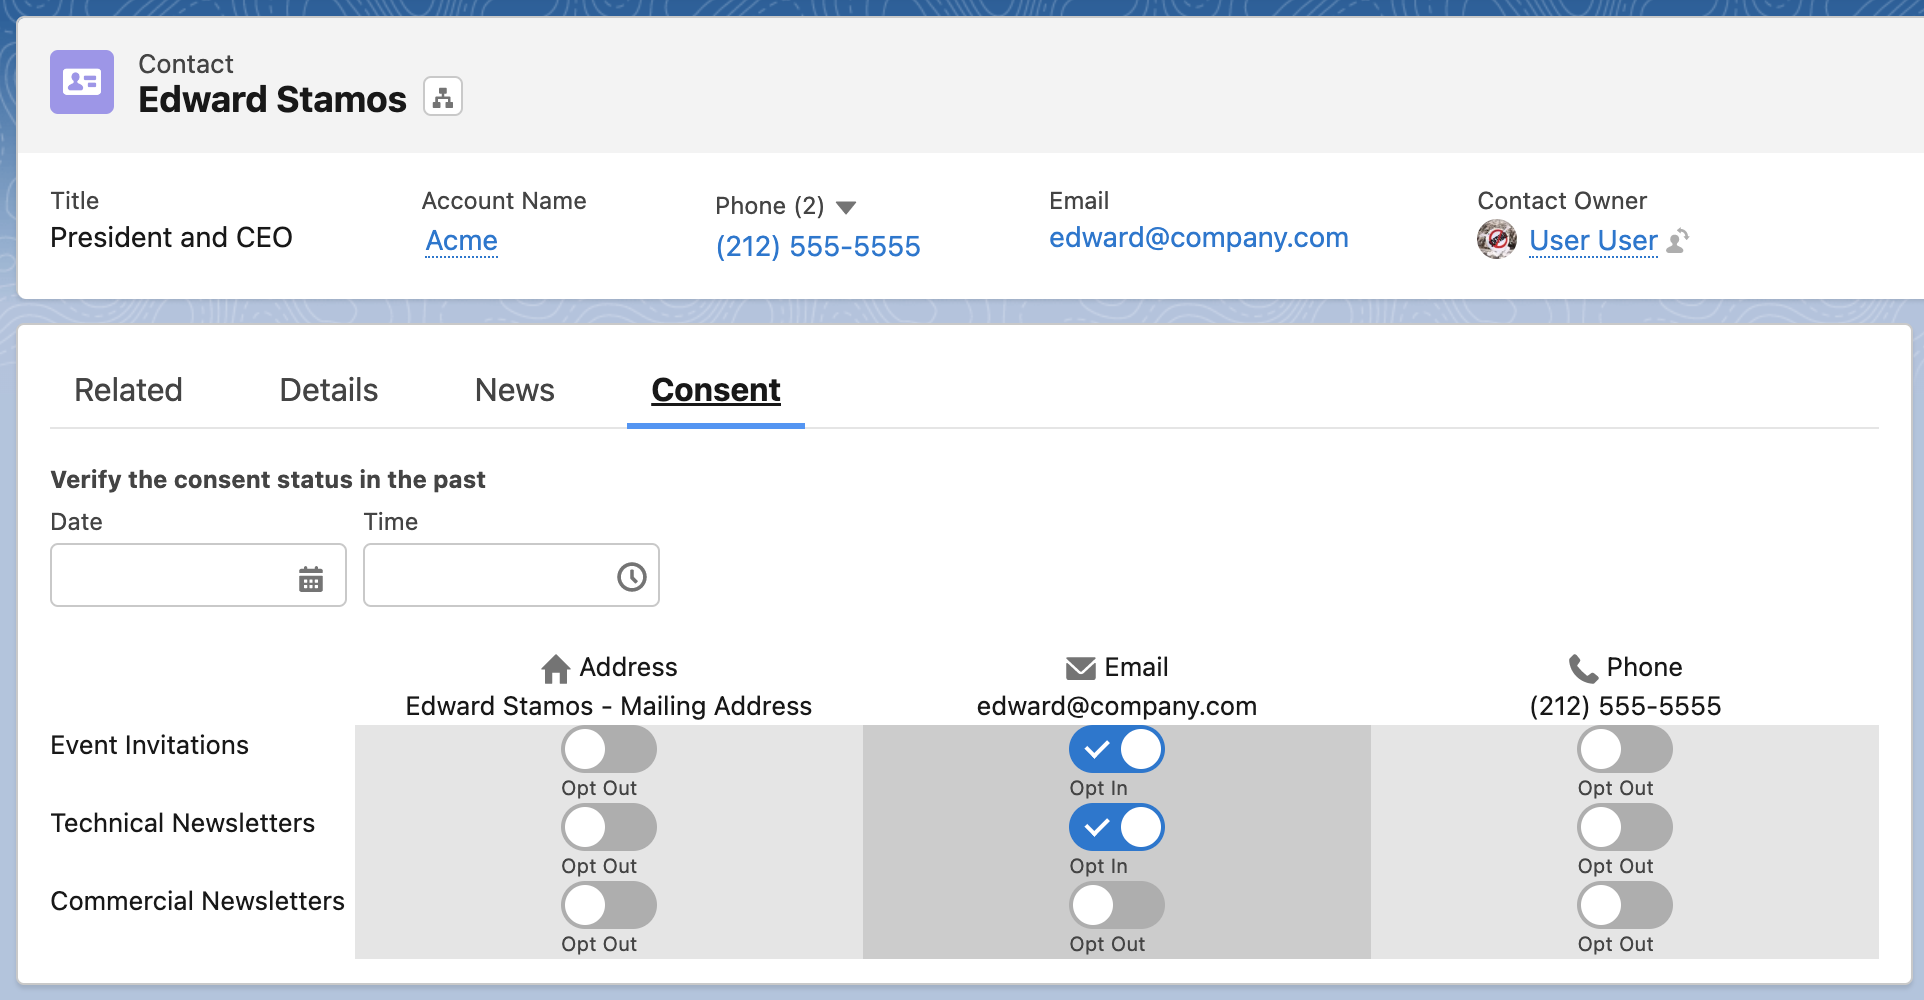 Contact
Edward Stamos
Title
President and CEO
Account Name
Acme
Phone (2)
(212) 555-5555
Email
edward@company.com
Contact Owner
User User
Related Details News Consent
Verify the consent status in the past
Date Time
Address Email Phone
Edward Stamos - Mailing Address edward@company.com (212) 555-5555
Event Invitations
Opt Out Opt In Opt Out
Technical Newsletters
Opt Out Opt In Opt Out
Commercial Newsletters
Opt Out Opt Out Opt Out